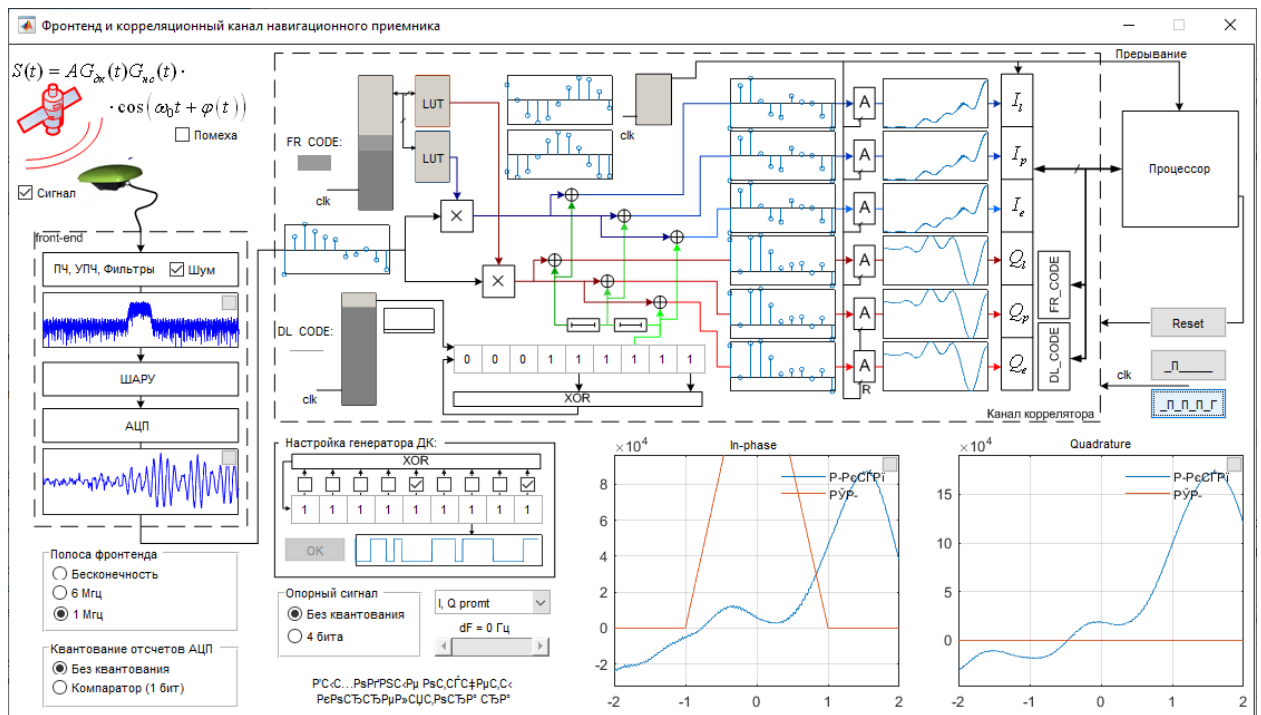 Фронтенд и корреляционный канал навигационного приемника
S(t) = AG_дк(t)G_нс(t)·
·cos(ω₀t + φ(t))
Помеха
Сигнал
front-end
ПЧ, УПЧ, Фильтры
Шум
ШАРУ
АЦП
FR CODE:
clk
LUT
LUT
clk
DL CODE:
clk
0 0 0 1 1 1 1 1 1
XOR
A
A
A
A
A
A
R
I_l
I_p
I_e
Q_l
Q_p
Q_e
FR_CODE
DL_CODE
Прерывание
Процессор
Reset
_П_____
clk
_П_П_П_Г
Канал коррелятора
Настройка генератора ДК:
XOR
1 1 1 1 1 1 1 1 1
OK
Полоса фронтенда
Бесконечность
6 Мгц
1 Мгц
Квантование отсчетов АЦП
Без квантования
Компаратор (1 бит)
Опорный сигнал
Без квантования
4 бита
I, Q promt
dF = 0 Гц
In-phase
×10⁴
8
6
4
2
0
-2
-2 -1 0 1 2
Quadrature
×10⁴
15
10
5
0
-2 -1 0 1 2